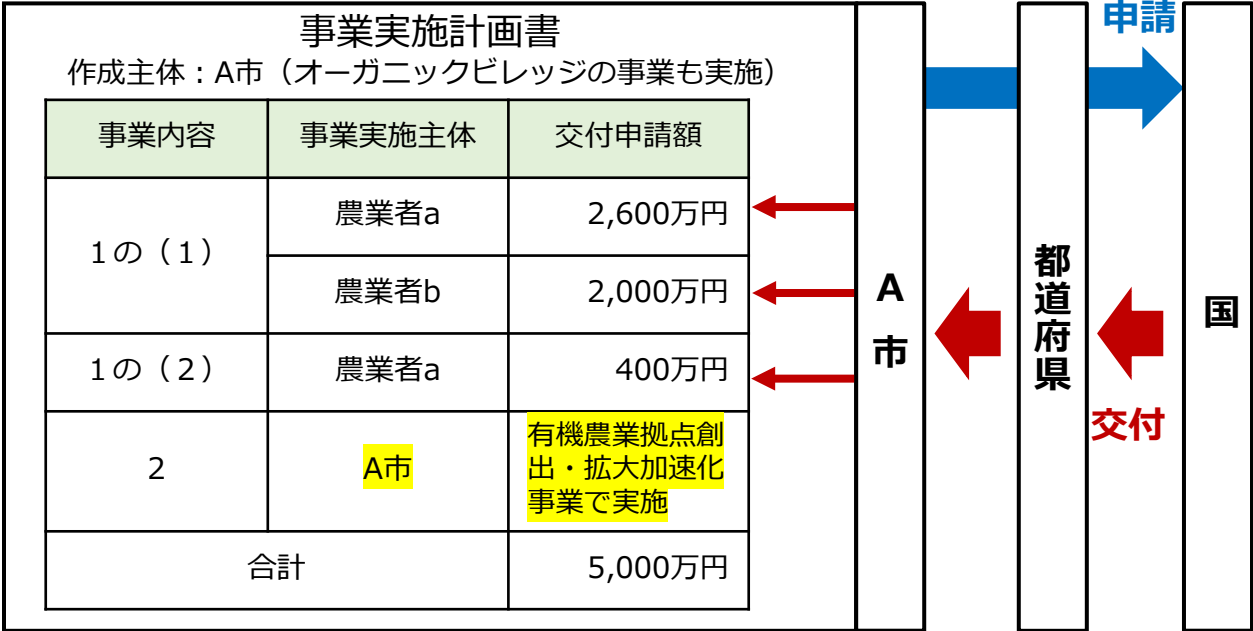 事業実施計画書
作成主体：A市（オーガニックビレッジの事業も実施）
事業内容
事業実施主体
交付申請額
１の（１）
農業者a
2,600万円
農業者b
2,000万円
１の（２）
農業者a
400万円
2
A市
有機農業拠点創
出・拡大加速化
事業で実施
合計
5,000万円
A市
都道府県
国
申請
交付